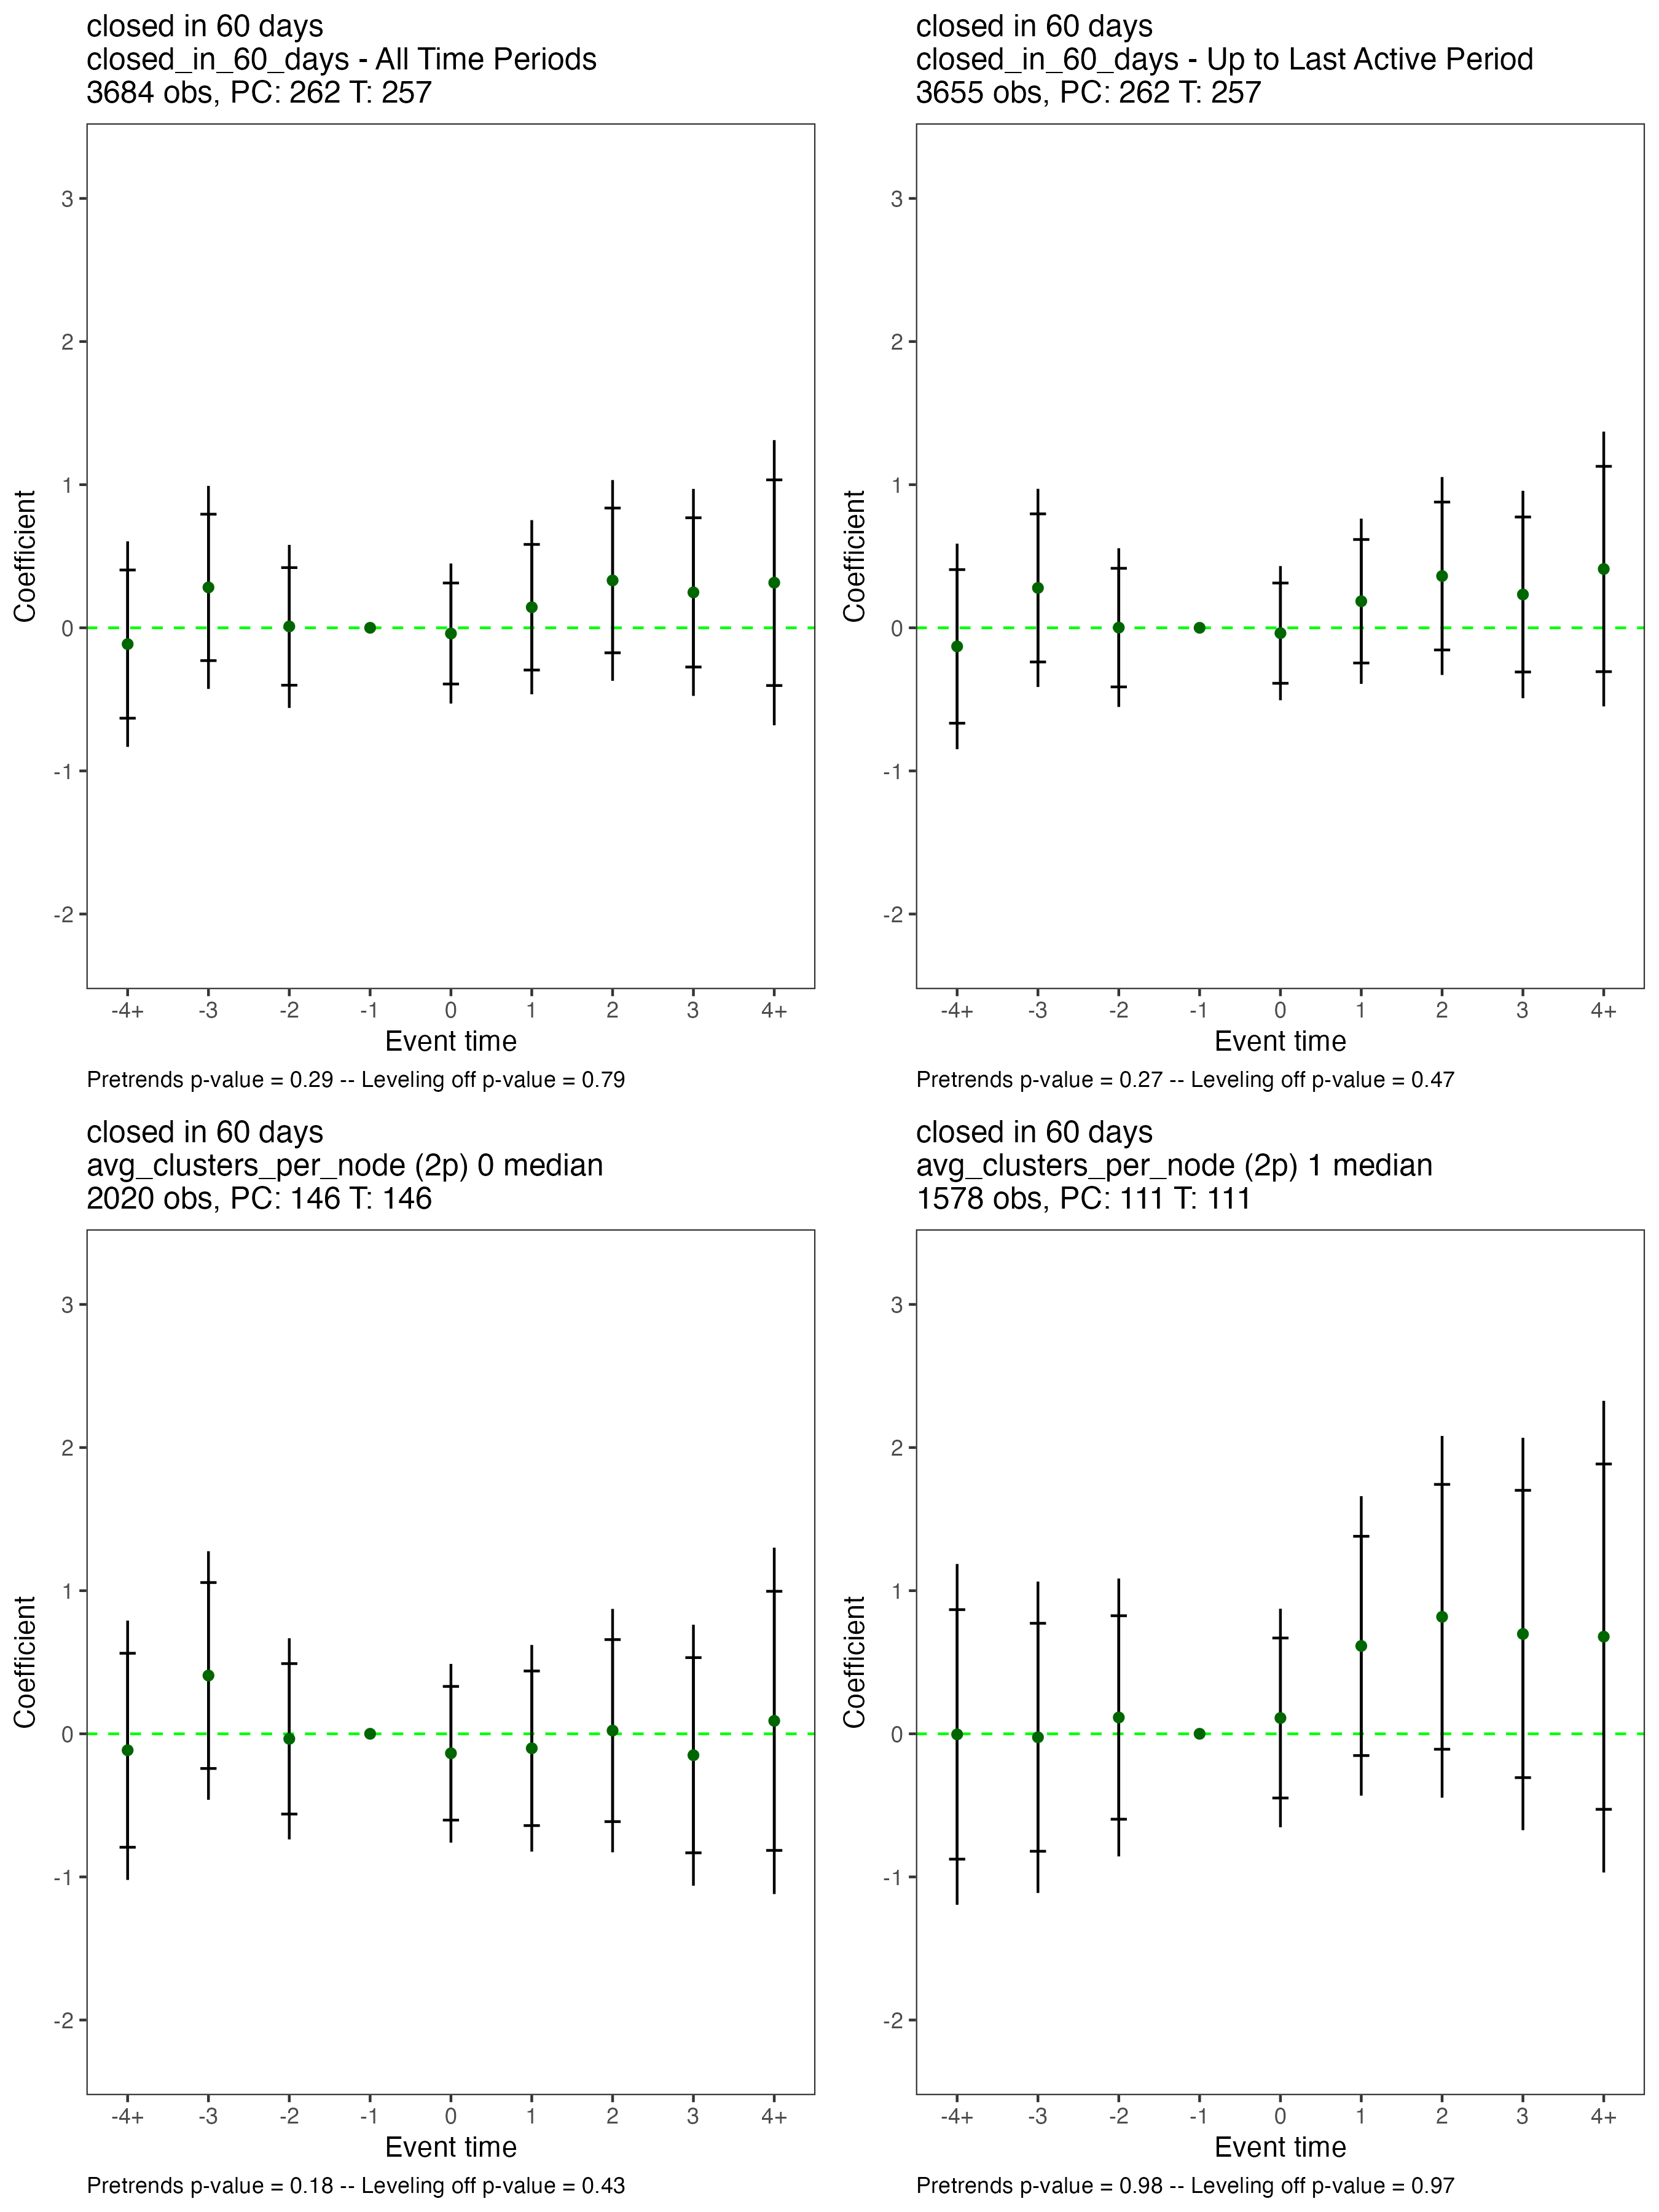 closed in 60 days
closed_in_60_days - All Time Periods
3684 obs, PC: 262 T: 257
3
2
1
0
-1
-2
Coefficient
-4+ -3 -2 -1 0 1 2 3 4+
Event time
Pretrends p-value = 0.29 -- Leveling off p-value = 0.79
closed in 60 days
closed_in_60_days - Up to Last Active Period
3655 obs, PC: 262 T: 257
3
2
1
0
-1
-2
Coefficient
-4+ -3 -2 -1 0 1 2 3 4+
Event time
Pretrends p-value = 0.27 -- Leveling off p-value = 0.47
closed in 60 days
avg_clusters_per_node (2p) 0 median
2020 obs, PC: 146 T: 146
3
2
1
0
-1
-2
Coefficient
-4+ -3 -2 -1 0 1 2 3 4+
Event time
Pretrends p-value = 0.18 -- Leveling off p-value = 0.43
closed in 60 days
avg_clusters_per_node (2p) 1 median
1578 obs, PC: 111 T: 111
3
2
1
0
-1
-2
Coefficient
-4+ -3 -2 -1 0 1 2 3 4+
Event time
Pretrends p-value = 0.98 -- Leveling off p-value = 0.97